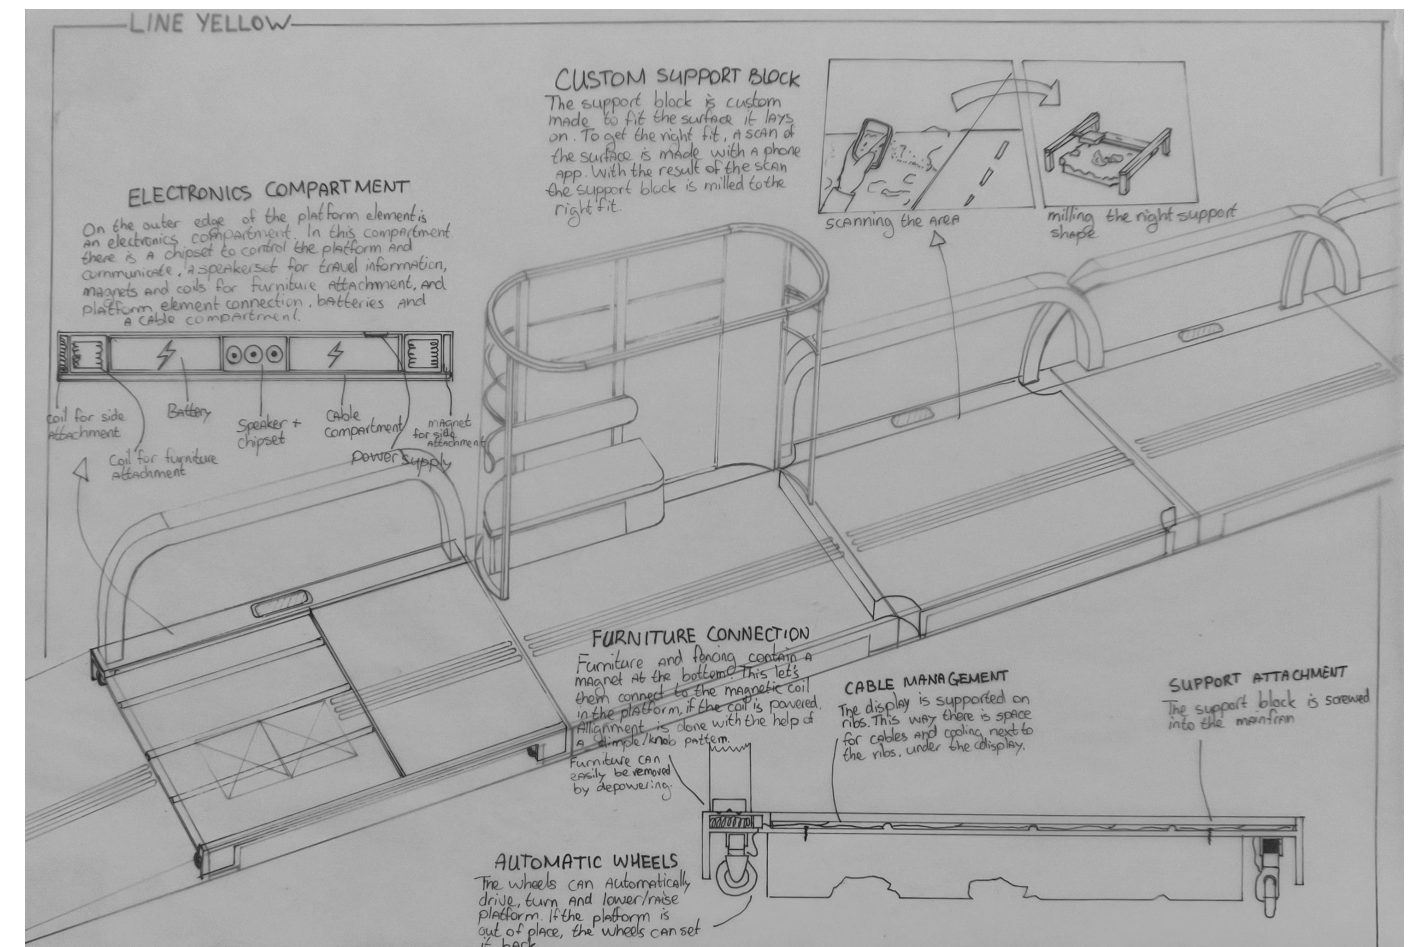 LINE YELLOW
CUSTOM SUPPORT BLOCK
The support block is custom
made to fit the surface it lays
on. To get the right fit, a scan of
the surface is made with a phone
app. With the result of the scan
the support block is milled to the
right fit.
scanning the area
milling the right support
shape
ELECTRONICS COMPARTMENT
On the outer edge of the platform element is
an electronics compartment. In this compartment
there is a chipset to control the platform and
communicate, a speakerset for travel information,
magnets and coils for furniture attachment, and
platform element connection, batteries and
a cable compartment.
coil for side
attachment
Coil for furniture
attachment
Battery
Speaker +
chipset
Cable
compartment
power supply
magnet
for side
attachment
FURNITURE CONNECTION
Furniture and fencing contain a
magnet at the bottom. This let's
them connect to the magnetic coil
in the platform, if the coil is powered.
Alignment is done with the help of
a dimple/knob pattern.
Furniture can
easily be removed
by depowering.
CABLE MANAGEMENT
The display is supported on
ribs. This way there is space
for cables and cooling next to
the ribs, under the display.
SUPPORT ATTACHMENT
The support block is screwed
into the mainfram
AUTOMATIC WHEELS
The wheels can automatically
drive, turn and lower/raise
platform. If the platform is
out of place, the wheels can set
it back